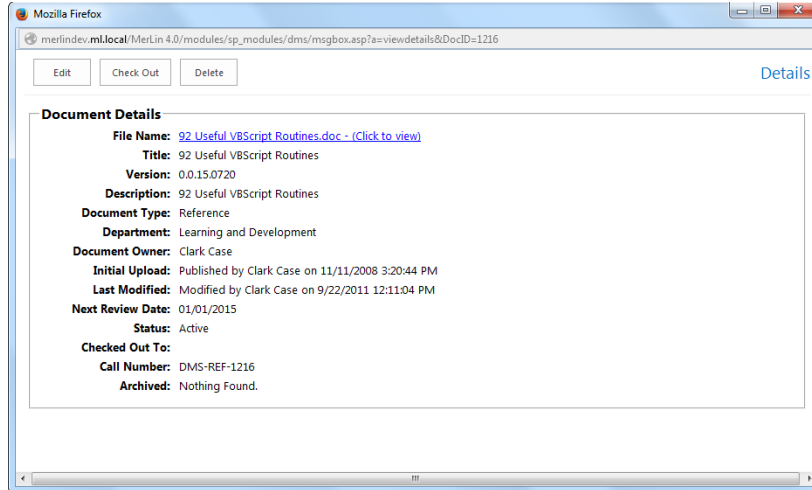 Mozilla Firefox
merlindev.ml.local/MerLin 4.0/modules/sp_modules/dms/msgbox.asp?a=viewdetails&DocID=1216
Edit Check Out Delete Details
Document Details
File Name: 92 Useful VBScript Routines.doc - (Click to view)
Title: 92 Useful VBScript Routines
Version: 0.0.15.0720
Description: 92 Useful VBScript Routines
Document Type: Reference
Department: Learning and Development
Document Owner: Clark Case
Initial Upload: Published by Clark Case on 11/11/2008 3:20:44 PM
Last Modified: Modified by Clark Case on 9/22/2011 12:11:04 PM
Next Review Date: 01/01/2015
Status: Active
Checked Out To:
Call Number: DMS-REF-1216
Archived: Nothing Found.